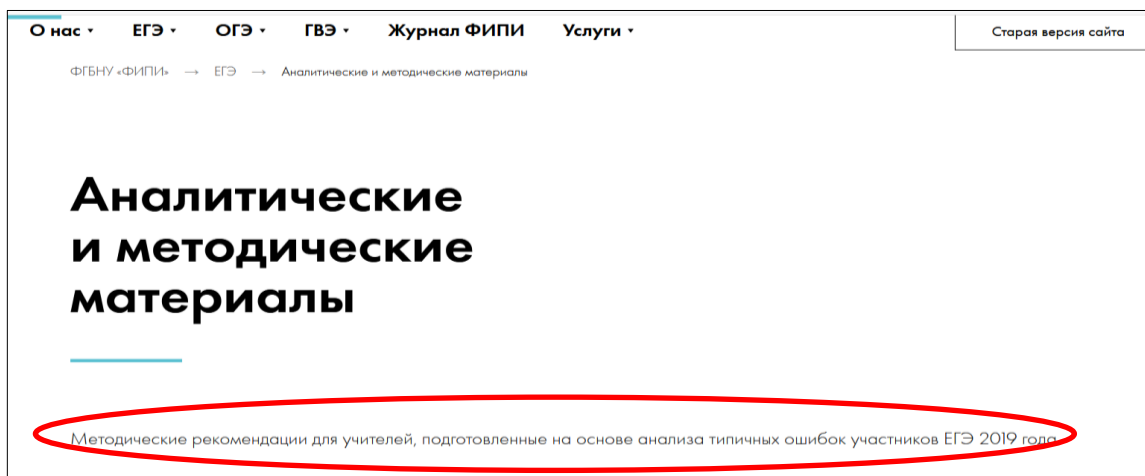 О нас ▾ ЕГЭ ▾ ОГЭ ▾ ГВЭ ▾ Журнал ФИПИ Услуги ▾ Старая версия сайта
ФГБНУ «ФИПИ» → ЕГЭ → Аналитические и методические материалы
Аналитические
и методические
материалы
Методические рекомендации для учителей, подготовленные на основе анализа типичных ошибок участников ЕГЭ 2019 года